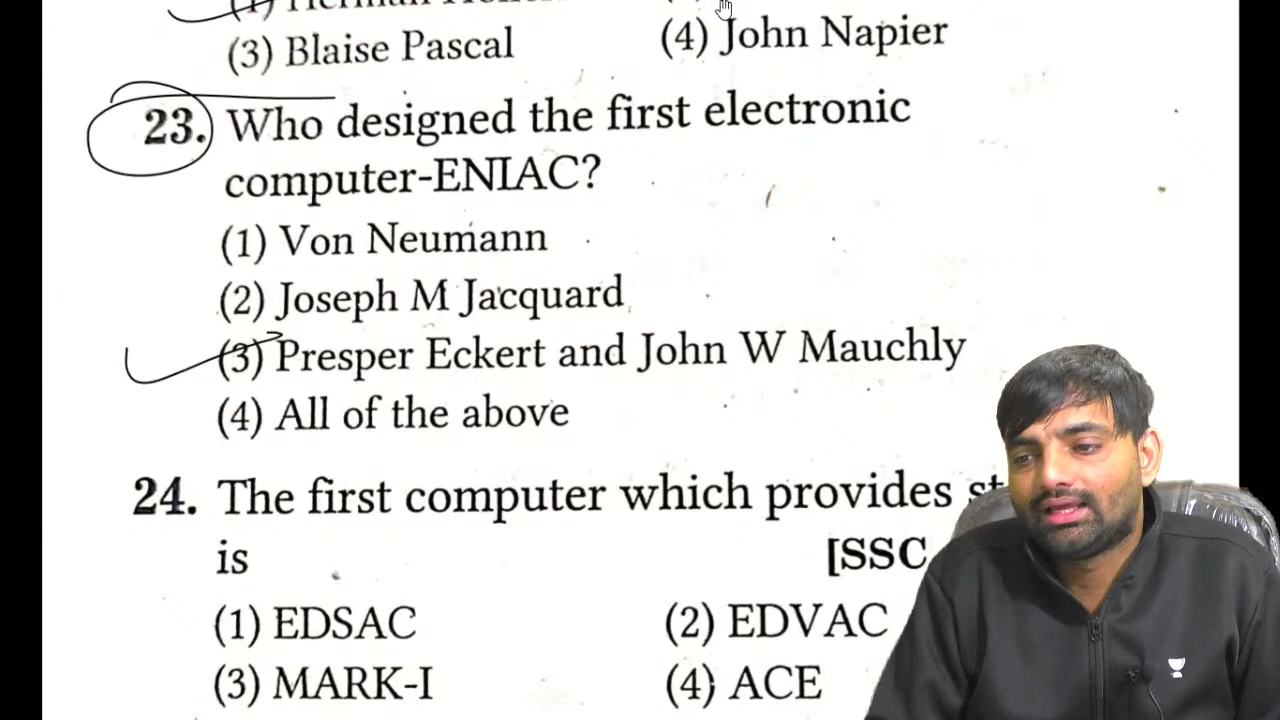 (3) Blaise Pascal (4) John Napier
23. Who designed the first electronic
computer-ENIAC?
(1) Von Neumann
(2) Joseph M Jacquard
(3) Presper Eckert and John W Mauchly
(4) All of the above
24. The first computer which provides
is [SSC
(1) EDSAC (2) EDVAC
(3) MARK-I (4) ACE